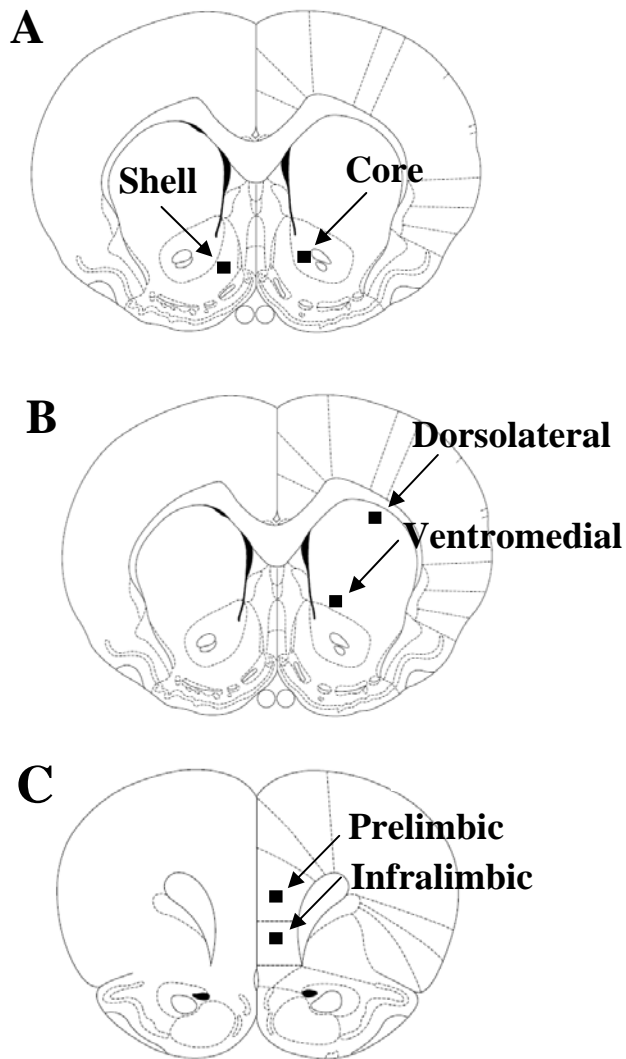 A
Shell
Core
B
Dorsolateral
Ventromedial
C
Prelimbic
Infralimbic